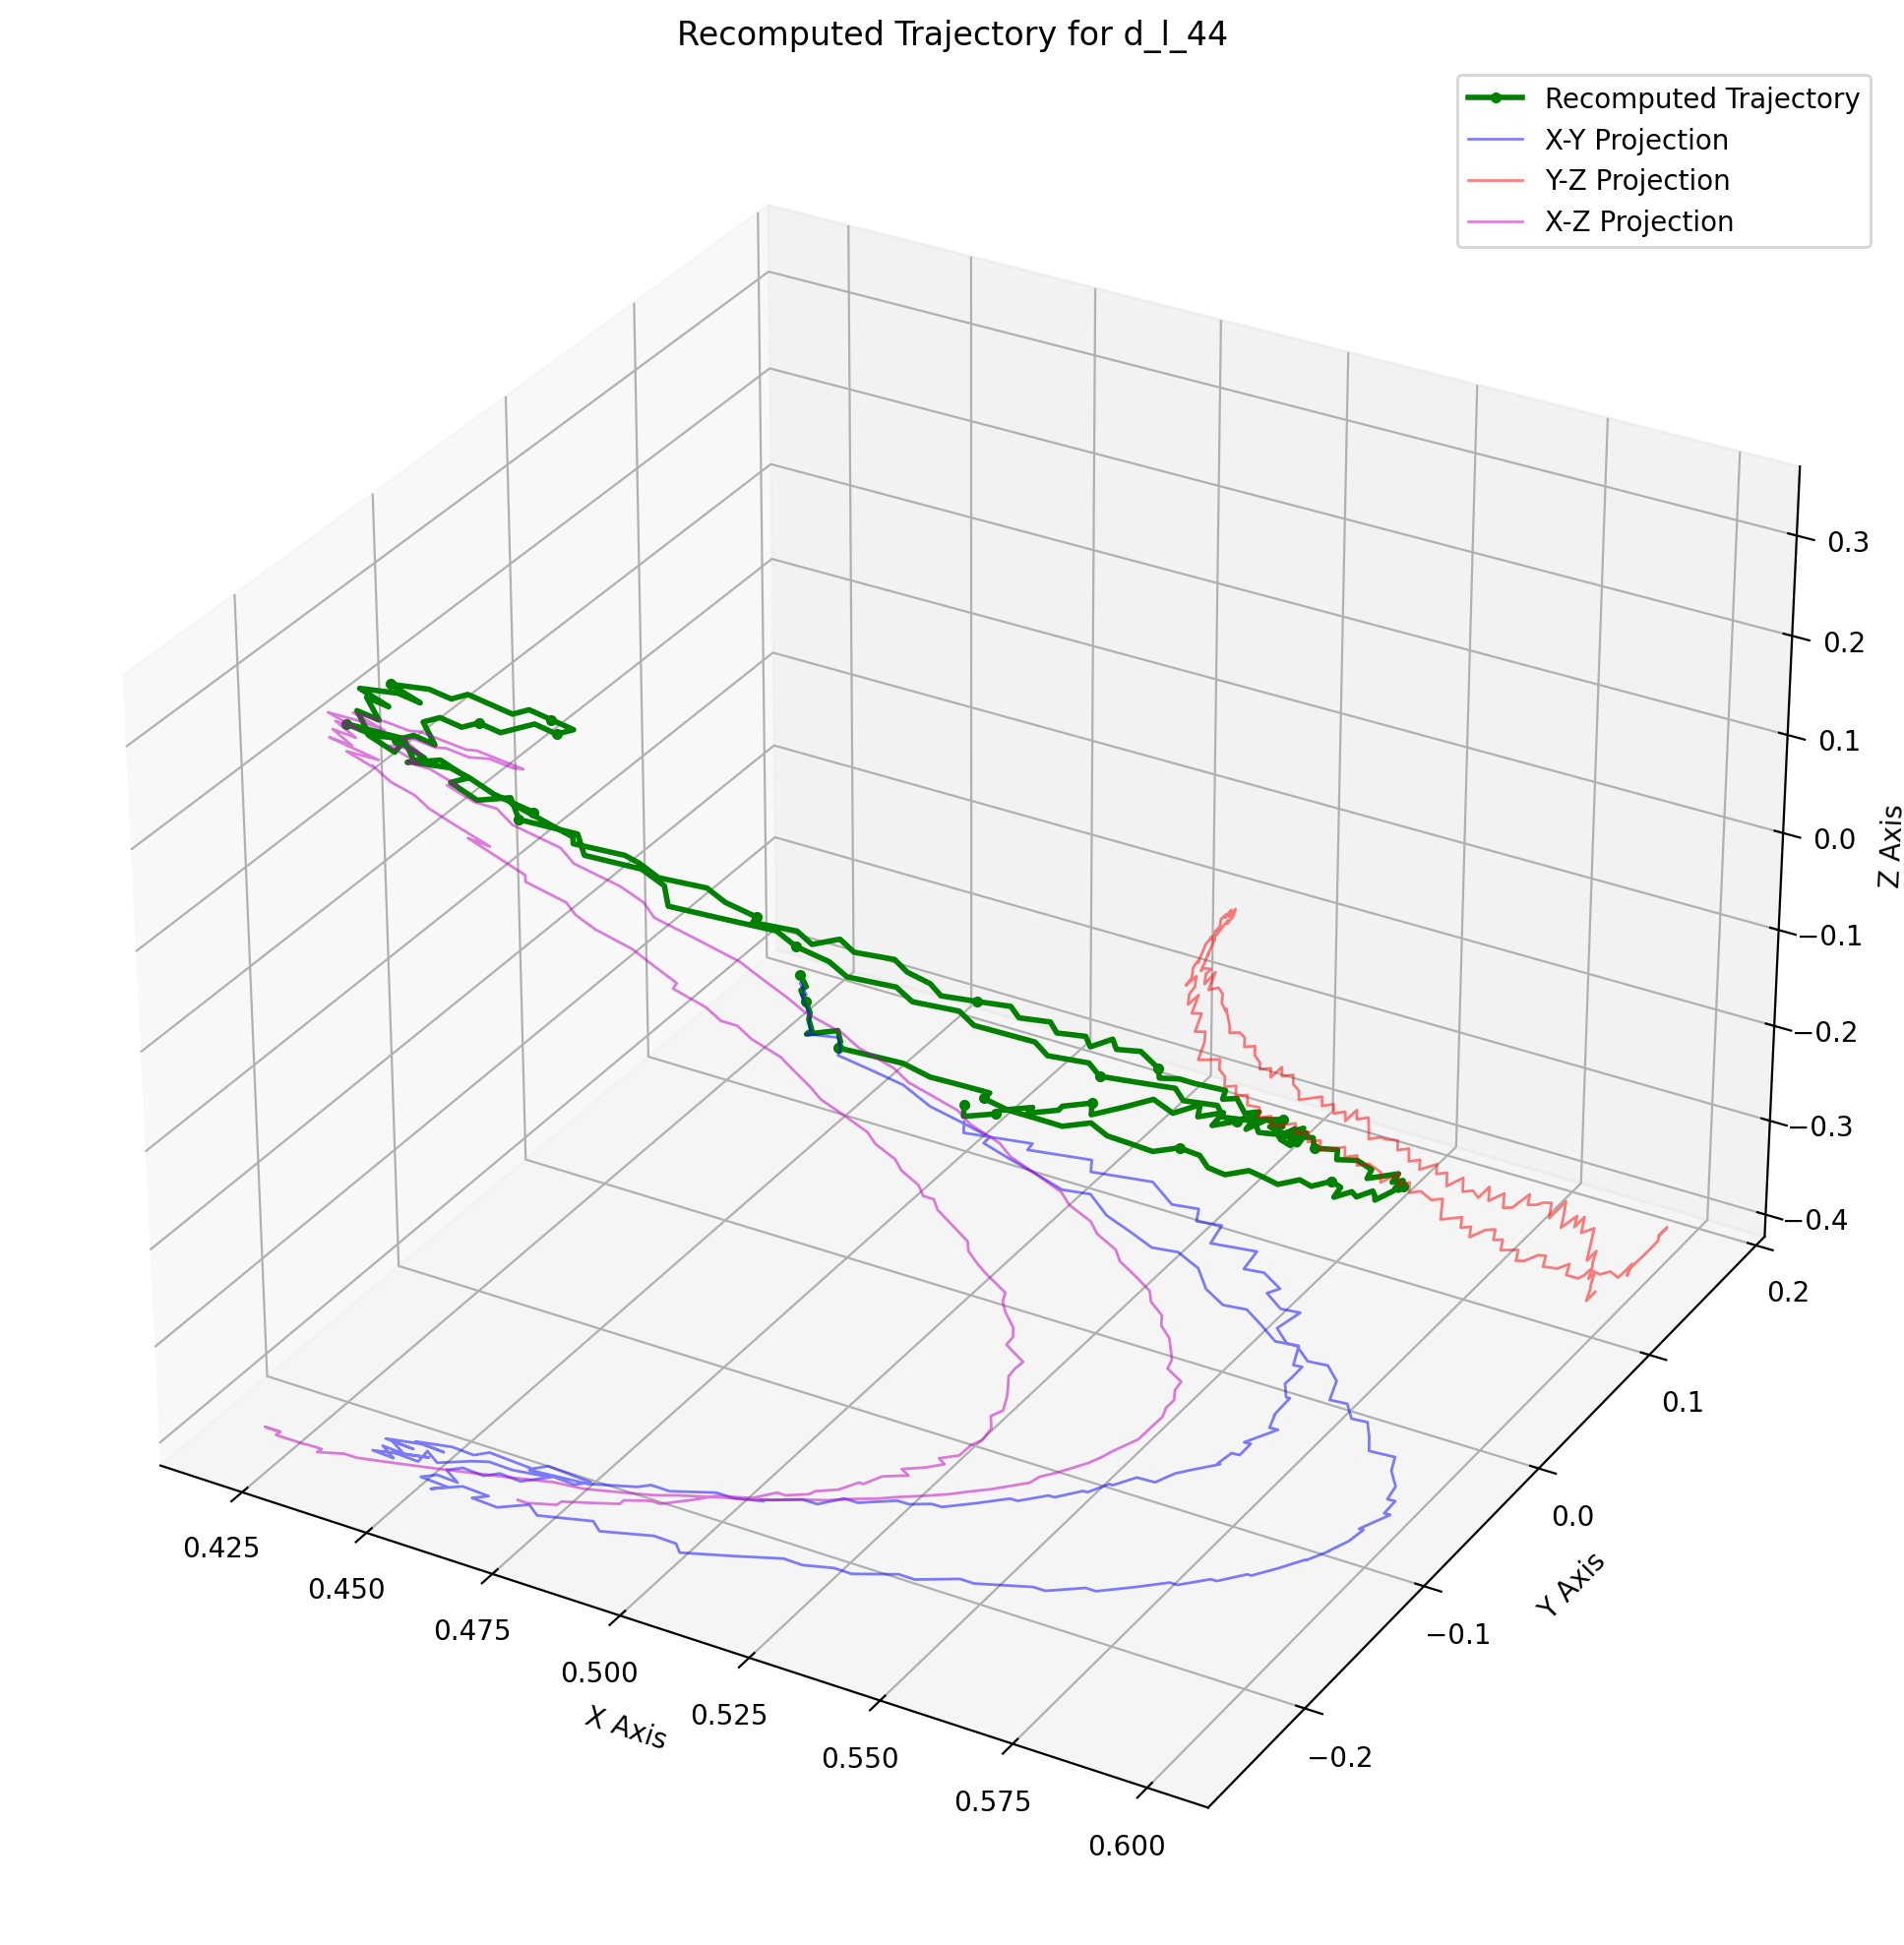 Recomputed Trajectory for d_l_44
Recomputed Trajectory
X-Y Projection
Y-Z Projection
X-Z Projection
0.3
0.2
0.1
0.0
−0.1
−0.2
−0.3
−0.4
Z Axis
0.2
0.1
0.0
−0.1
−0.2
Y Axis
0.425
0.450
0.475
0.500
0.525
0.550
0.575
0.600
X Axis